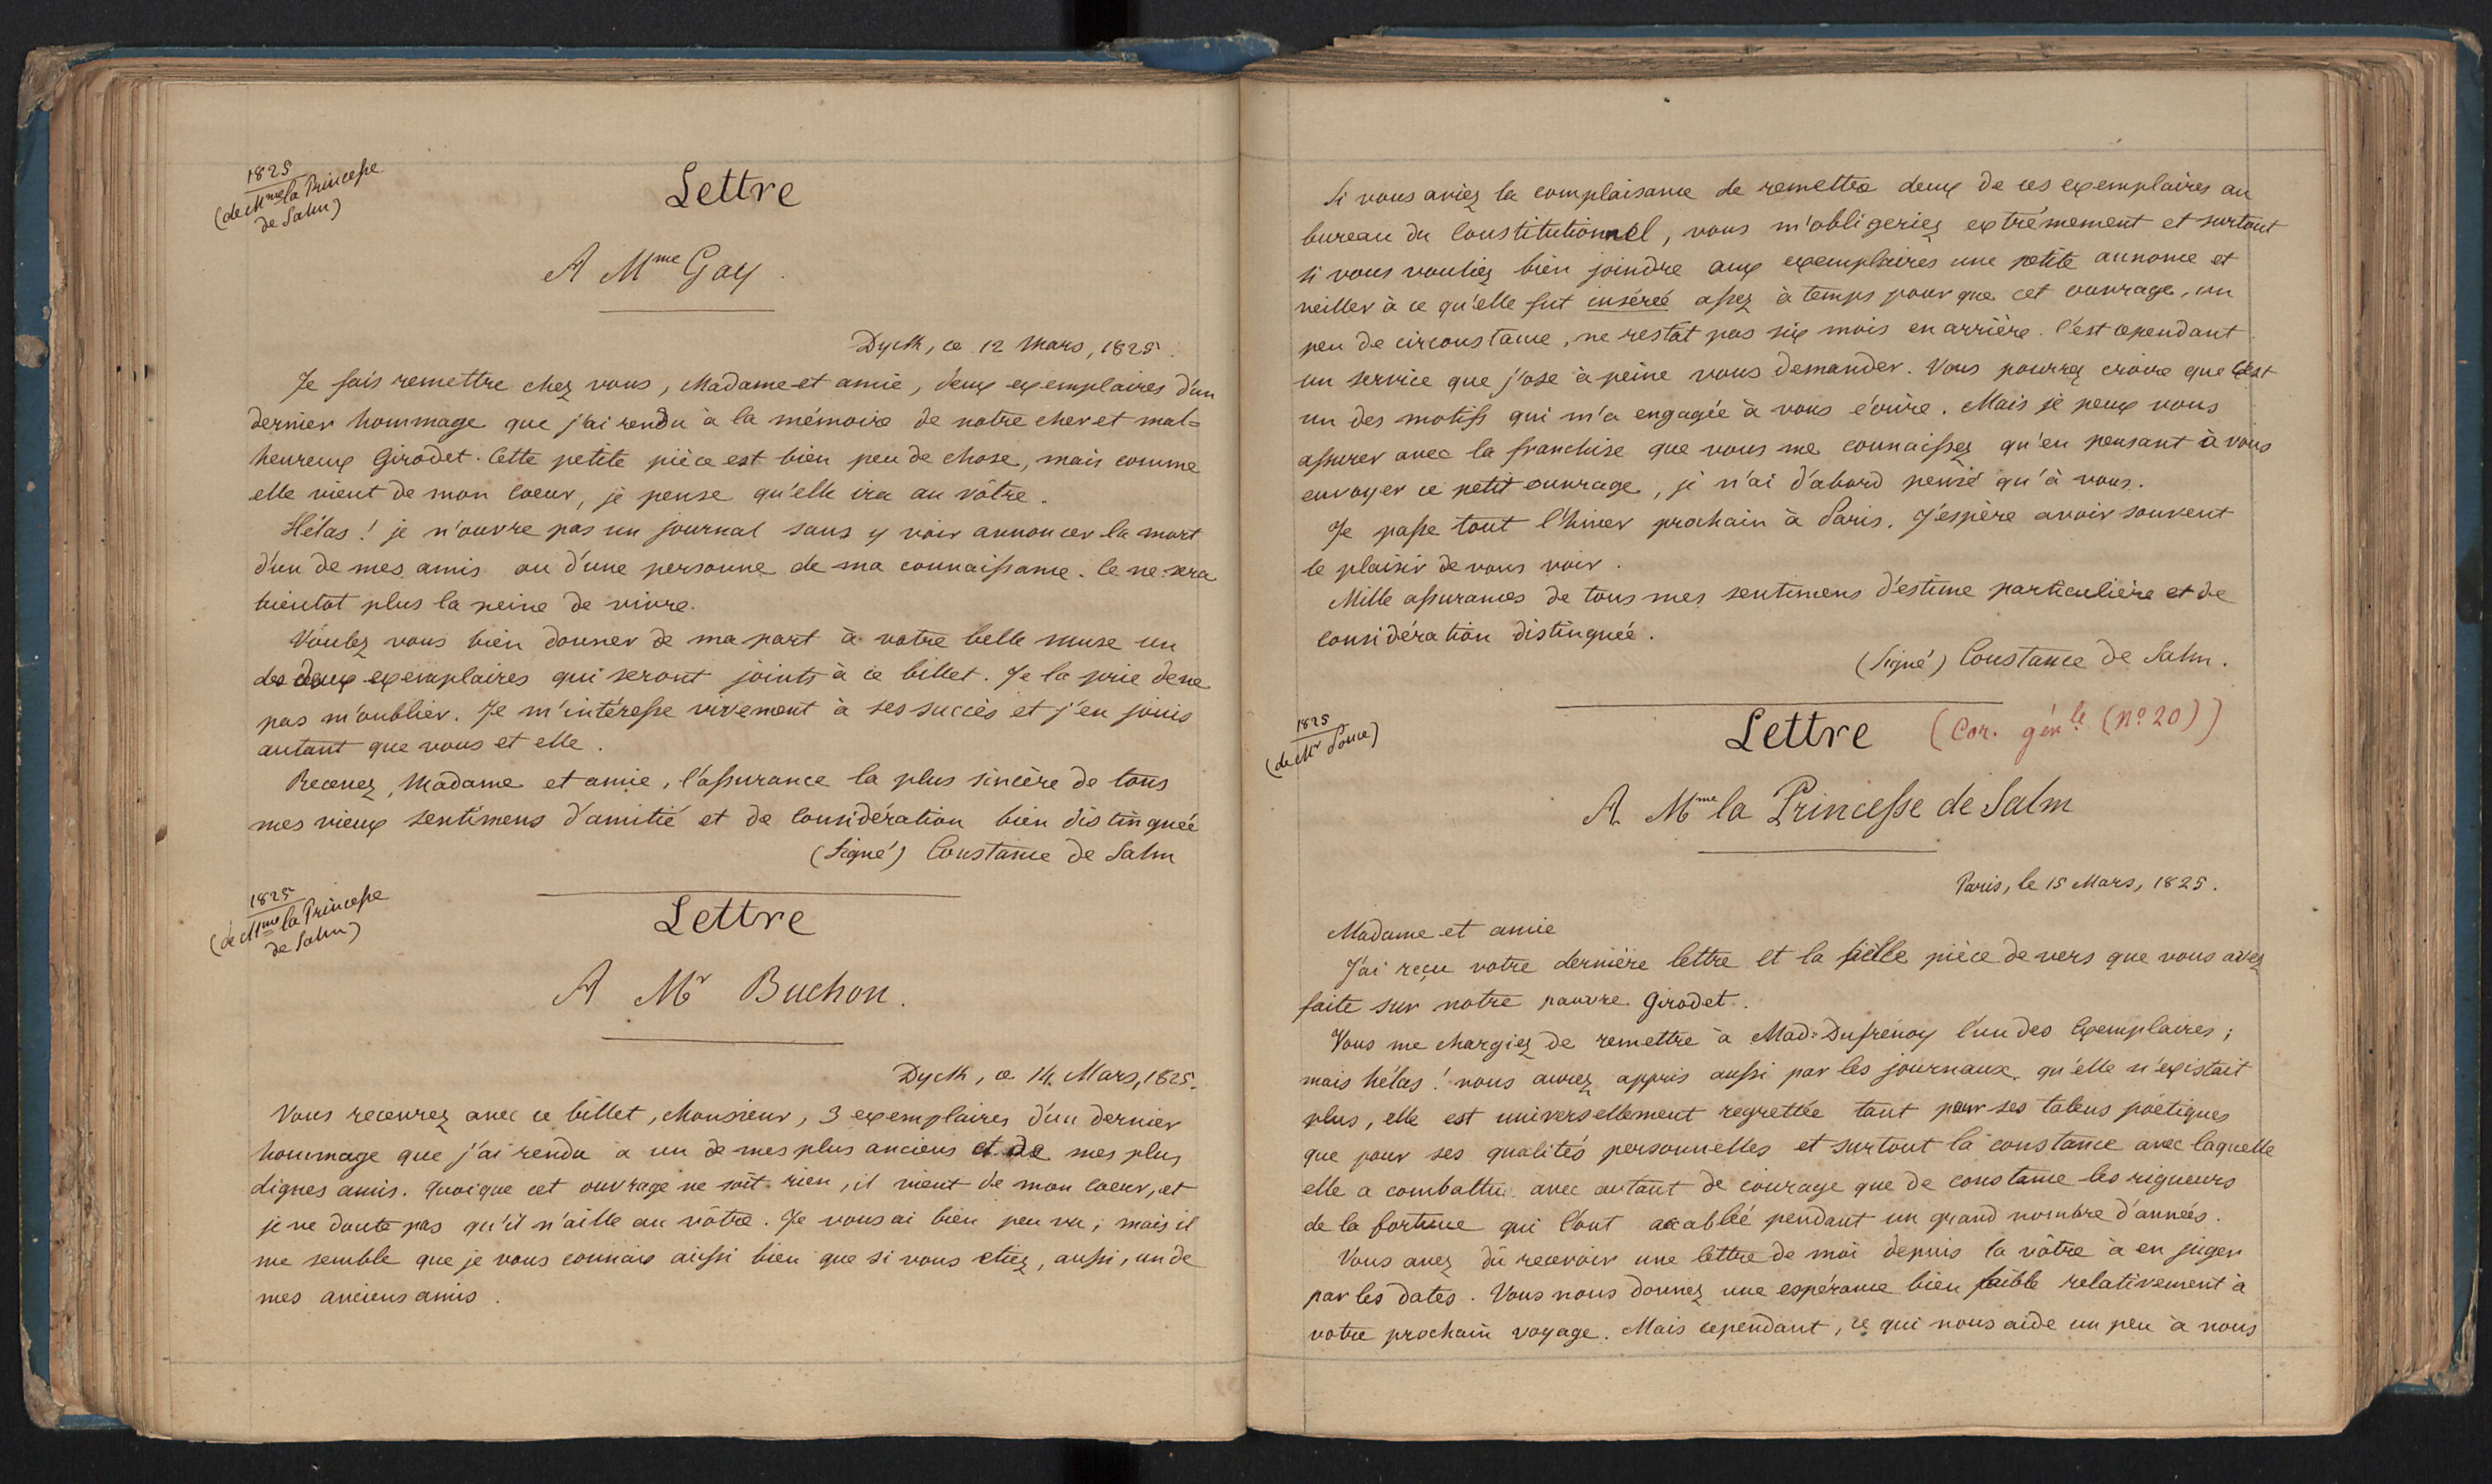 1825
(de Mme la Princesse
de Salm)
Lettre
A Mme Gay.
Dyck, ce 12 Mars, 1825.
Je fais remettre chez vous, Madame et amie, deux exemplaires d'un
dernier hommage que j'ai rendu à la mémoire de notre cher et mal=
heureux Girodet. Cette petite pièce est bien peu de chose, mais comme
elle vient de mon coeur, je pense qu'elle ira au vôtre.
Hélas! je n'ouvre pas un journal sans y voir annoncer la mort
d'un de mes amis ou d'une personne de ma connaissance. Ce ne sera
bientôt plus la peine de vivre.
Voulez vous bien donner de ma part à votre belle muse un
des deux exemplaires qui seront joints à ce billet. Je la prie de ne
pas m'oublier. Je m'intéresse vivement à ses succès et j'en jouis
autant que vous et elle.
Recevez, Madame et amie, l'assurance la plus sincère de tous
mes vieux sentimens d'amitié et de considération bien distinguée
(Signé) Constance de Salm
1825
(de Mme la Princesse
de Salm)
Lettre
A Mr Buchon.
Dyck, ce 14 Mars, 1825.
Vous recevrez avec ce billet, Monsieur, 3 exemplaires d'un dernier
hommage que j'ai rendu à un de mes plus anciens et de mes plus
dignes amis. Quoique cet ouvrage ne soit rien, il vient de mon coeur, et
je ne doute pas qu'il n'aille au vôtre. Je vous ai bien peu vu; mais il
me semble que je vous connais aussi bien que si vous étiez, aussi, un de
mes anciens amis.
Si vous aviez la complaisance de remettre deux de ces exemplaires au
bureau du Constitutionnel, vous m'obligeriez extrêmement et surtout
si vous vouliez bien joindre aux exemplaires une petite annonce et
veiller à ce qu'elle fut insérée assez à temps pour que cet ouvrage, un
peu de circonstance, ne restât pas six mois en arrière. C'est cependant
un service que j'ose à peine vous demander. Vous pourrez croire que c'est
un des motifs qui m'a engagée à vous écrire. Mais je peux vous
assurer avec la franchise que vous me connaissez qu'en pensant à vous
envoyer ce petit ouvrage, je n'ai d'abord pensé qu'à vous.
Je passe tout l'hiver prochain à Paris. J'espère avoir souvent
le plaisir de vous voir.
Mille assurances de tous mes sentimens d'estime particulière et de
considération distinguée.
(Signé) Constance de Salm.
1825
(de Mr Ponce)
Lettre (Cor. génle (no 20))
A Mme la Princesse de Salm
Paris, le 15 Mars, 1825.
Madame et amie
J'ai reçu votre dernière lettre et la belle pièce de vers que vous avez
faite sur notre pauvre Girodet.
Vous me chargiez de remettre à Mad: Dufrenoy l'un des exemplaires;
mais hélas! vous aurez appris aussi par les journaux qu'elle n'existait
plus, elle est universellement regrettée tant pour ses talens poétiques
que pour ses qualités personnelles et surtout la constance avec laquelle
elle a combattu avec autant de courage que de constance les rigueurs
de la fortune qui l'ont accablée pendant un grand nombre d'années.
Vous avez dû recevoir une lettre de moi depuis la vôtre à en juger
par les dates. Vous nous donnez une espérance bien faible relativement à
votre prochain voyage. Mais cependant, ce qui nous aide un peu à nous